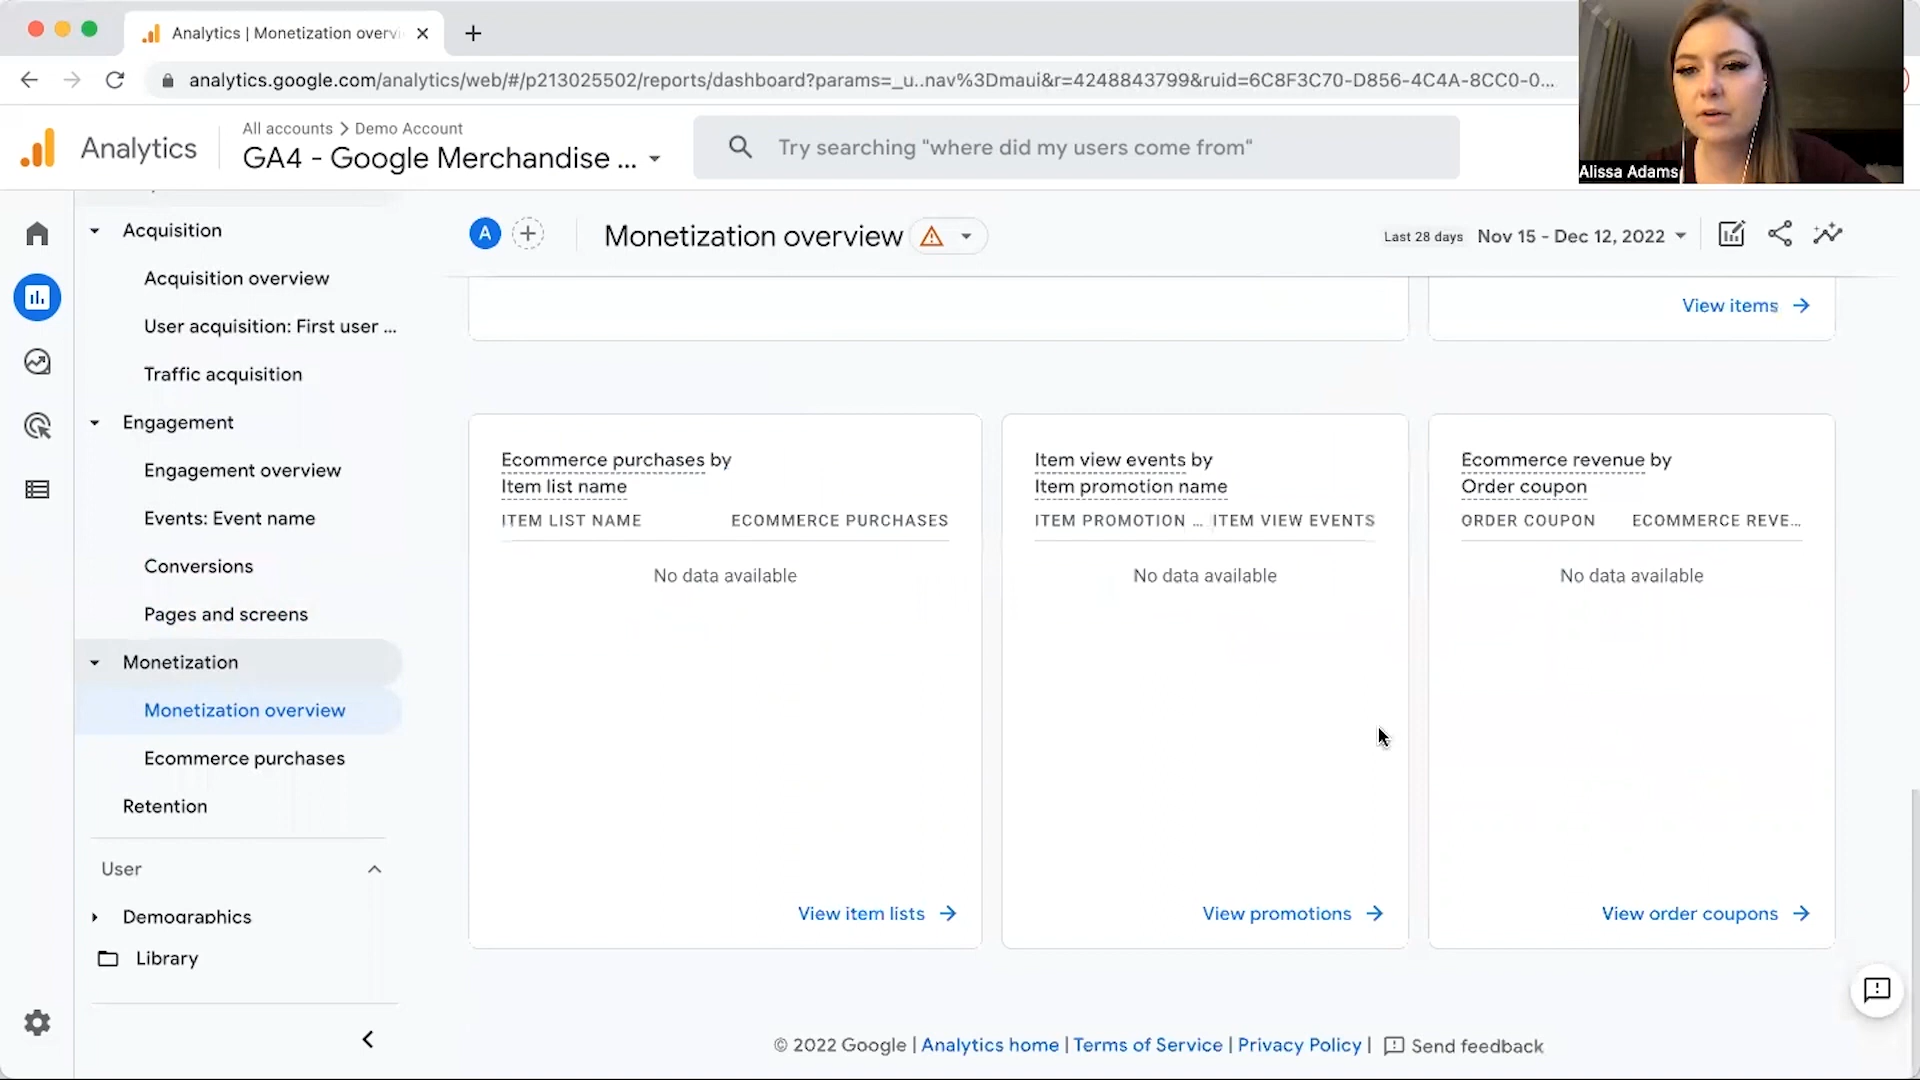 Analytics | Monetization overvi
analytics.google.com/analytics/web/#/p213025502/reports/dashboard?params=_u..nav%3Dmaui&r=4248843799&ruid=6C8F3C70-D856-4C4A-8CC0-0...
Alissa Adams
Analytics
All accounts > Demo Account
GA4 - Google Merchandise ...
Try searching "where did my users come from"
Acquisition
Acquisition overview
User acquisition: First user ...
Traffic acquisition
Engagement
Engagement overview
Events: Event name
Conversions
Pages and screens
Monetization
Monetization overview
Ecommerce purchases
Retention
User
Demographics
Library
A
Monetization overview
Last 28 days Nov 15 - Dec 12, 2022
View items
Ecommerce purchases by
Item list name
ITEM LIST NAME ECOMMERCE PURCHASES
No data available
View item lists
Item view events by
Item promotion name
ITEM PROMOTION ... ITEM VIEW EVENTS
No data available
View promotions
Ecommerce revenue by
Order coupon
ORDER COUPON ECOMMERCE REVE...
No data available
View order coupons
© 2022 Google | Analytics home | Terms of Service | Privacy Policy | Send feedback